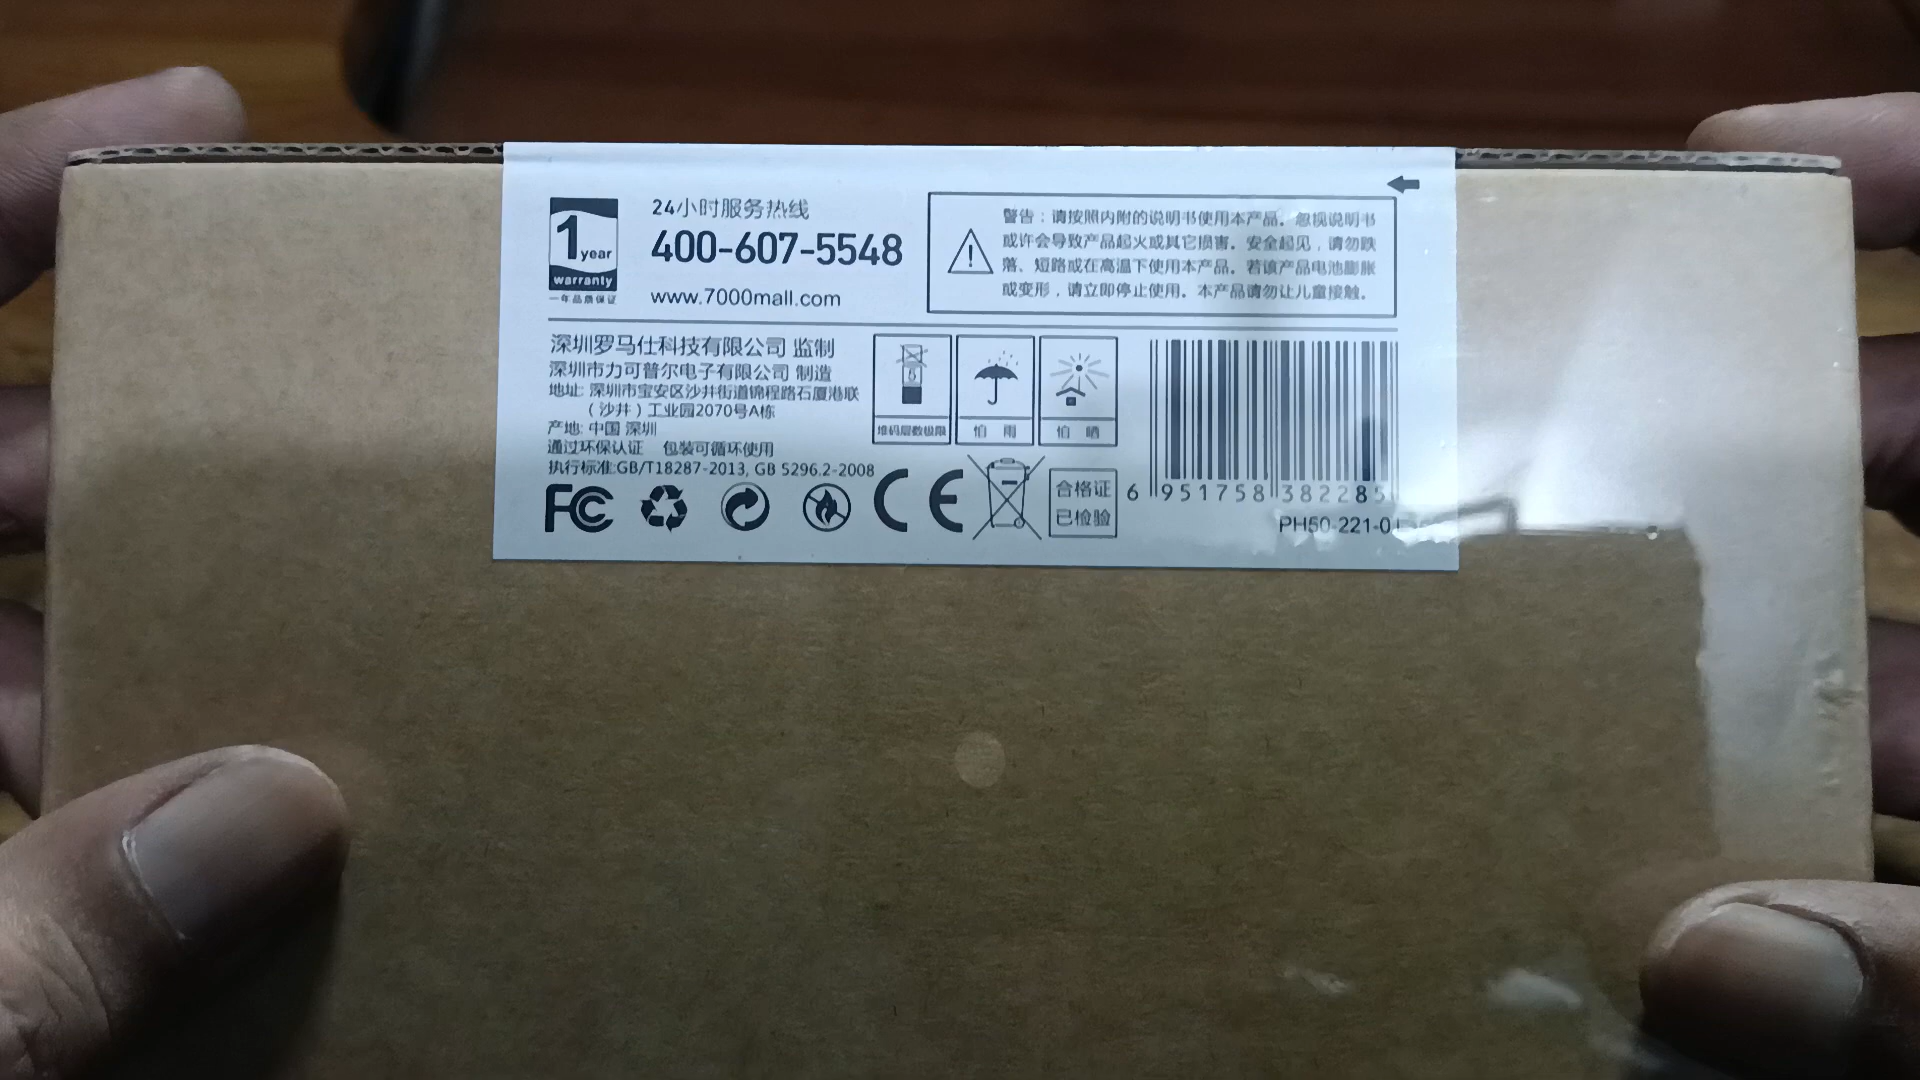 1 year
warranty
一年品质保证
24小时服务热线
400-607-5548
www.7000mall.com
警告：请按照内附的说明书使用本产品。忽视说明书
或许会导致产品起火或其它损害。安全起见，请勿跌
落、短路或在高温下使用本产品。若该产品电池膨胀
或变形，请立即停止使用。本产品请勿让儿童接触。
深圳罗马仕科技有限公司 监制
深圳市力可普尔电子有限公司 制造
地址: 深圳市宝安区沙井街道锦程路石厦港联
（沙井）工业园2070号A栋
产地: 中国 深圳
通过环保认证 包装可循环使用
执行标准:GB/T18287-2013, GB 5296.2-2008
5
堆码层数极限
怕 雨
怕 晒
FC
CE
合格证
已检验
6 951758 382285
PH50-221-0